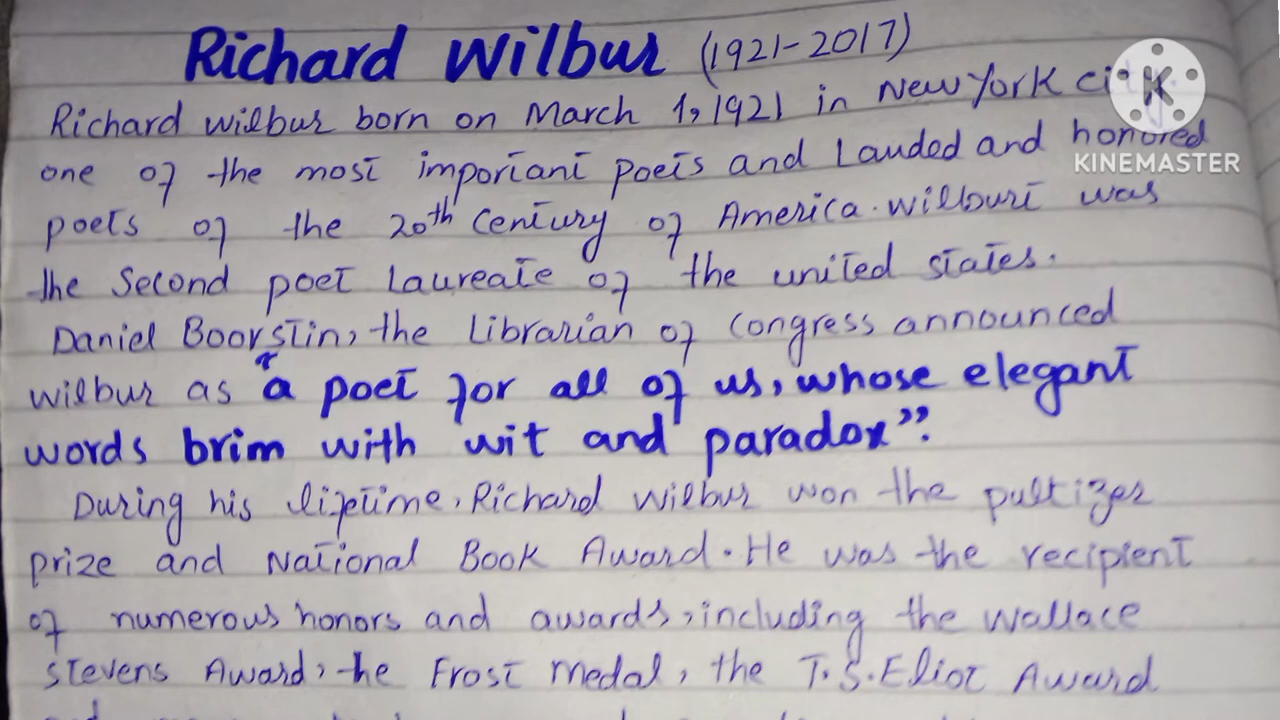 Richard Wilbur (1921-2017)
Richard wilbur born on March 1, 1921 in New York city.
one of the most important poets and Lauded and honored
poets of the 20th Century of America. wilburt was
the Second poet Laureate of the united states.
Daniel Boorstin, the Librarian of Congress announced
wilbur as "a poet for all of us, whose elegant
words brim with wit and paradox".
During his lifetime, Richard Wilbur won the pultizer
prize and National Book Award. He was the recipient
of numerous honors and awards, including the Wallace
Stevens Award, the Frost Medal, the T.S. Eliot Award
K
KINEMASTER